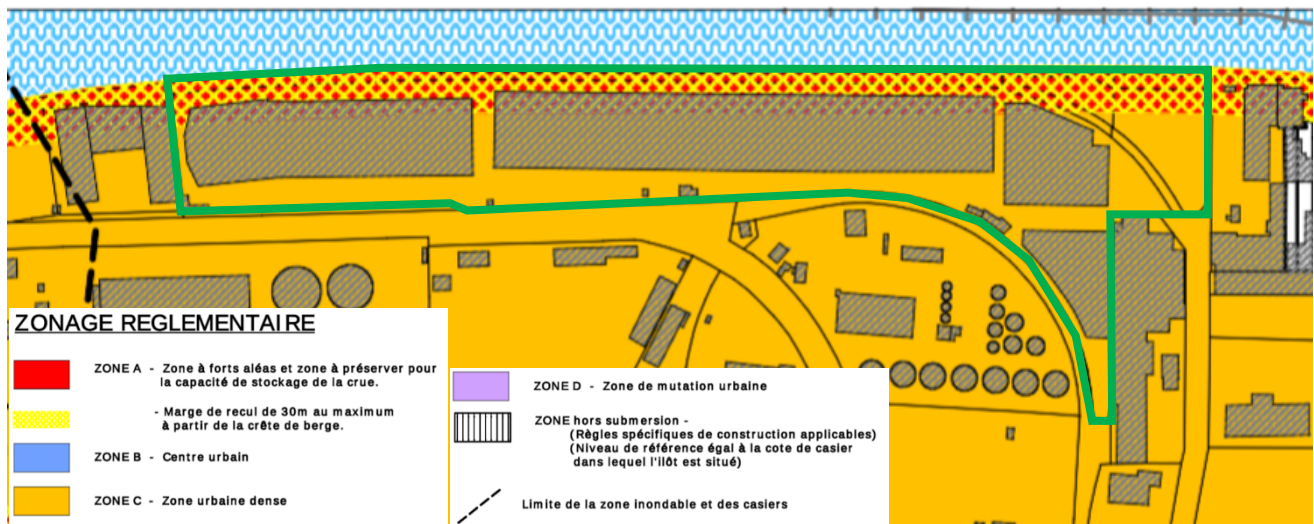 ZONAGE REGLEMENTAIRE
ZONE A - Zone à forts aléas et zone à préserver pour
la capacité de stockage de la crue.
- Marge de recul de 30m au maximum
à partir de la crête de berge.
ZONE B - Centre urbain
ZONE C - Zone urbaine dense
ZONE D - Zone de mutation urbaine
ZONE hors submersion -
(Règles spécifiques de construction applicables)
(Niveau de référence égal à la cote de casier
dans lequel l'ilôt est situé)
Limite de la zone inondable et des casiers